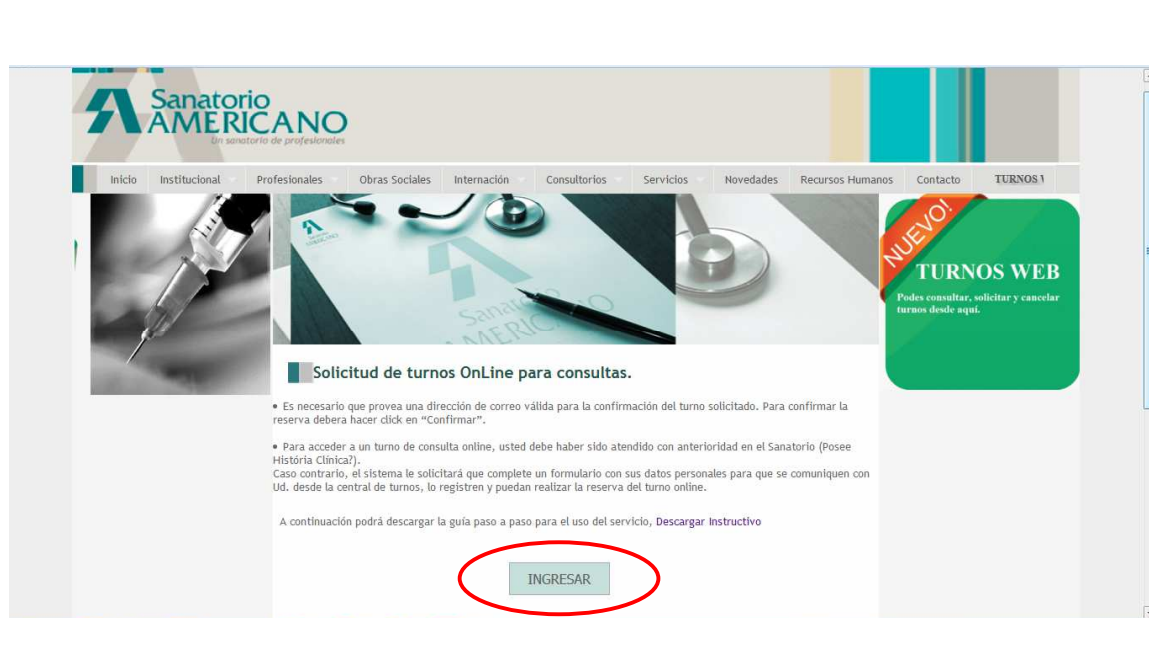 Sanatorio
AMERICANO
Un sanatorio de profesionales
Inicio Institucional Profesionales Obras Sociales Internación Consultorios Servicios Novedades Recursos Humanos Contacto TURNOS
Sanatorio
AMERICANO
NUEVO!
TURNOS WEB
Podes consultar, solicitar y cancelar
turnos desde aquí.
Solicitud de turnos OnLine para consultas.
• Es necesario que provea una dirección de correo válida para la confirmación del turno solicitado. Para confirmar la
reserva debera hacer click en “Confirmar”.
• Para acceder a un turno de consulta online, usted debe haber sido atendido con anterioridad en el Sanatorio (Posee
História Clínica?).
Caso contrario, el sistema le solicitará que complete un formulario con sus datos personales para que se comuniquen con
Ud. desde la central de turnos, lo registren y puedan realizar la reserva del turno online.
A continuación podrá descargar la guía paso a paso para el uso del servicio, Descargar Instructivo
INGRESAR